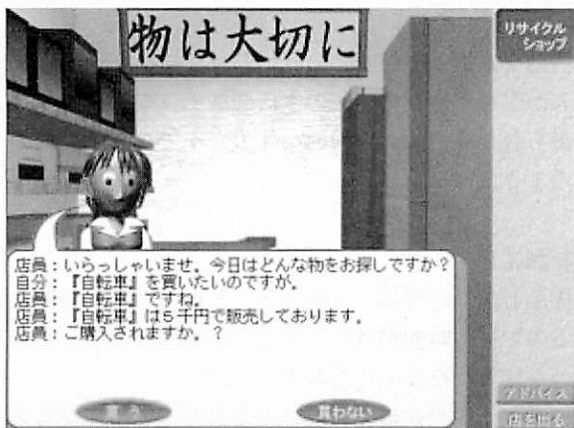 物は大切に
リサイクル
ショップ
店員：いらっしゃいませ。今日はどんな物をお探しですか？
自分：『自転車』を買いたいのですが。
店員：『自転車』ですね。
店員：『自転車』は５千円で販売しております。
店員：ご購入されますか。？
買う
買わない
アドバイス
店を出る